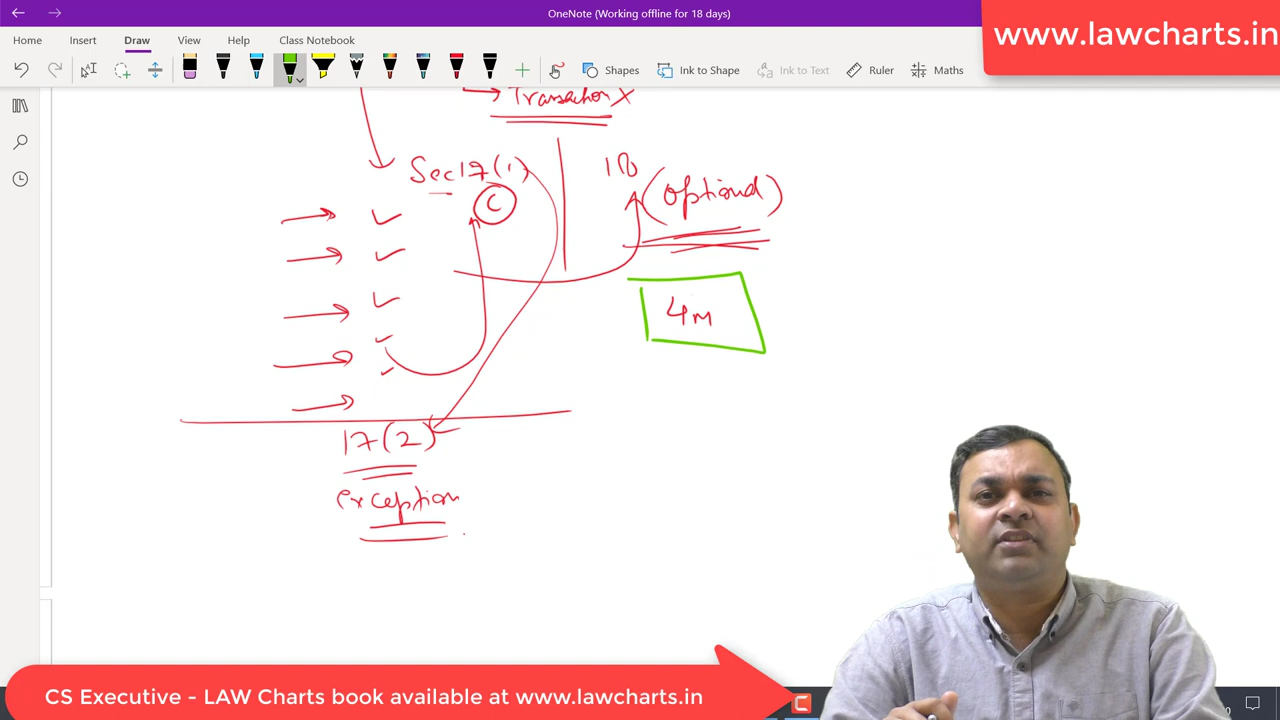 OneNote (Working offline for 18 days)
www.lawcharts.in
Home Insert Draw View Help Class Notebook
Shapes Ink to Shape Ink to Text Ruler Maths
Transaction X
Sec 17(1)
C
18
(Optional)
4M
17(2)
exception
CS Executive - LAW Charts book available at www.lawcharts.in